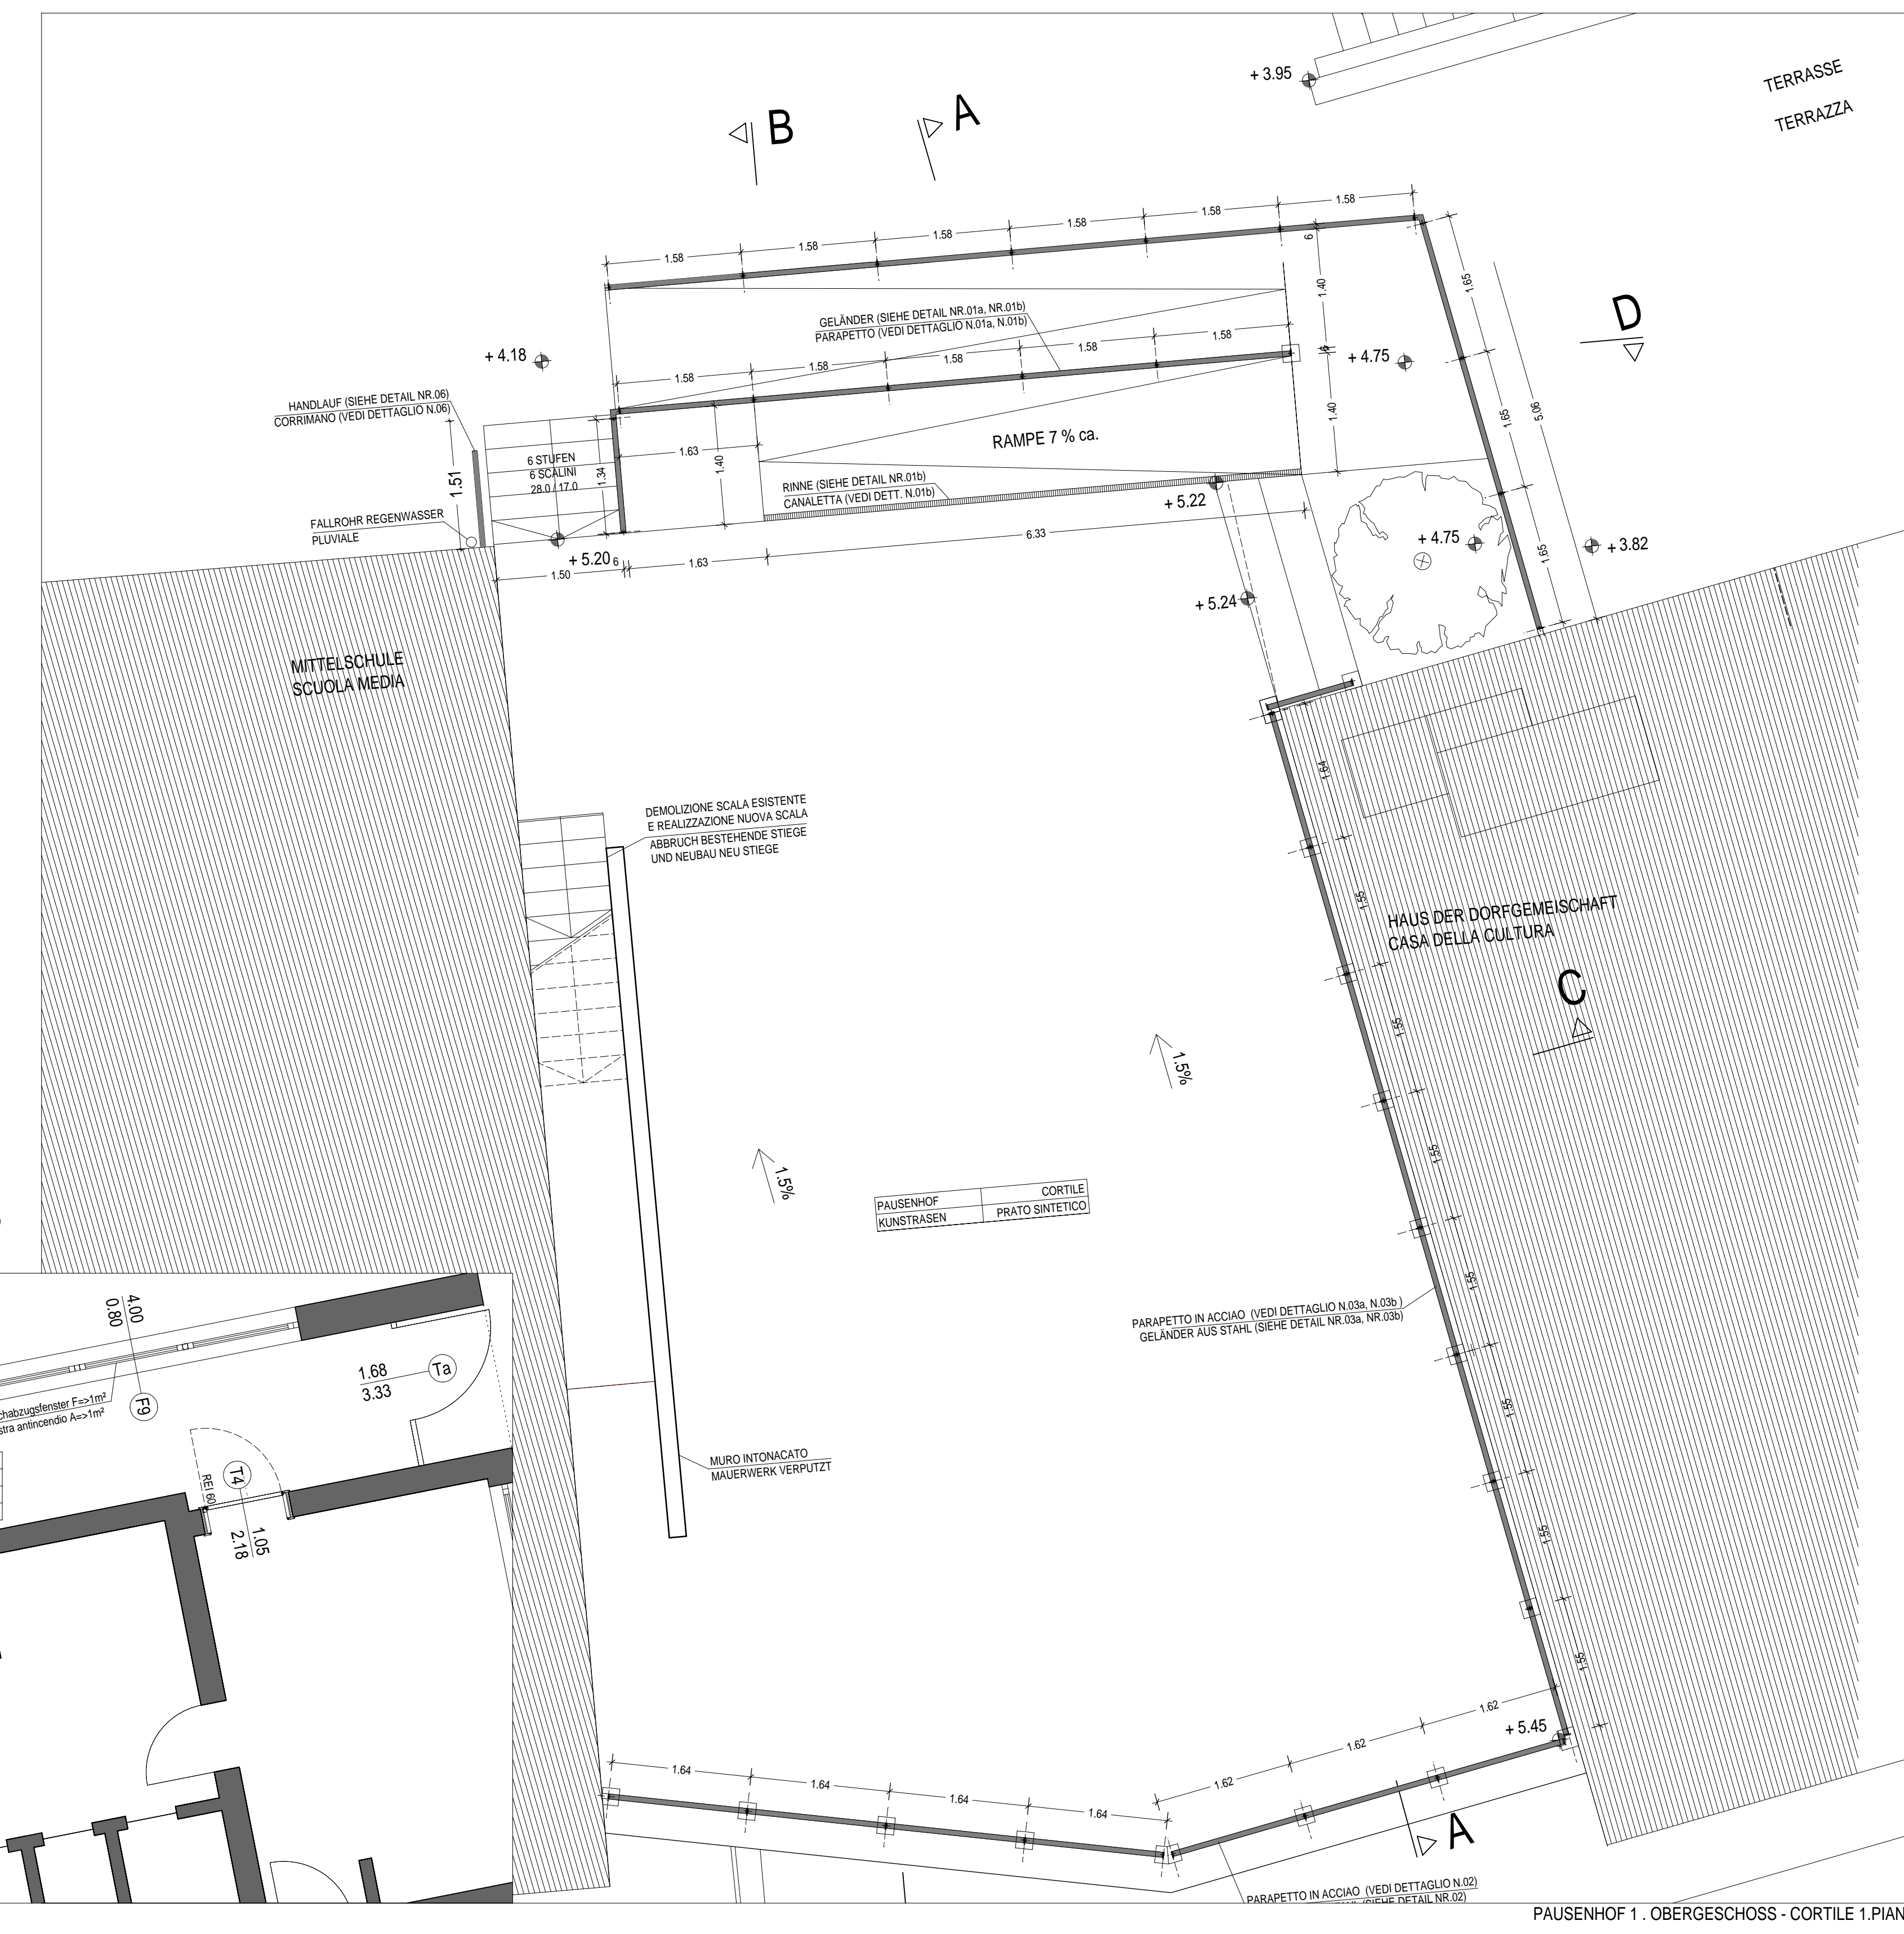 + 3.95
TERRASSE
TERRAZZA
B
A
1.58
1.58
1.58
1.58
1.58
1.58
6
1.40
1.65
GELÄNDER (SIEHE DETAIL NR.01a, NR.01b)
PARAPETTO (VEDI DETTAGLIO N.01a, N.01b)
D
+ 4.18
1.58
1.58
1.58
1.58
1.58
6
+ 4.75
HANDLAUF (SIEHE DETAIL NR.06)
CORRIMANO (VEDI DETTAGLIO N.06)
1.65
5.06
1.40
RAMPE 7 % ca.
1.63
1.40
6 STUFEN
6 SCALINI
28.0 / 17.0
1.34
1.51
RINNE (SIEHE DETAIL NR.01b)
CANALETTA (VEDI DETT. N.01b)
+ 5.22
FALLROHR REGENWASSER
PLUVIALE
6.33
+ 4.75
+ 3.82
1.65
+ 5.20
6
1.50
1.63
+ 5.24
MITTELSCHULE
SCUOLA MEDIA
1.64
DEMOLIZIONE SCALA ESISTENTE
E REALIZZAZIONE NUOVA SCALA
ABBRUCH BESTEHENDE STIEGE
UND NEUBAU NEU STIEGE
1.55
HAUS DER DORFGEMEISCHAFT
CASA DELLA CULTURA
C
1.55
1.5%
1.55
1.5%
PAUSENHOF CORTILE
KUNSTRASEN PRATO SINTETICO
1.55
PARAPETTO IN ACCIAO (VEDI DETTAGLIO N.03a, N.03b )
GELÄNDER AUS STAHL (SIEHE DETAIL NR.03a, NR.03b)
4.00
0.80
1.68
3.33
Ta
F9
chabzugsfenster F=>1m²
stra antincendio A=>1m²
1.55
MURO INTONACATO
MAUERWERK VERPUTZT
T4
REI 60
1.05
2.18
1.55
1.55
1.62
1.62
1.62
+ 5.45
1.64
1.64
1.64
1.64
A
PARAPETTO IN ACCIAO (VEDI DETTAGLIO N.02)
(SIEHE DETAIL NR.02)
PAUSENHOF 1 . OBERGESCHOSS - CORTILE 1.PIAN